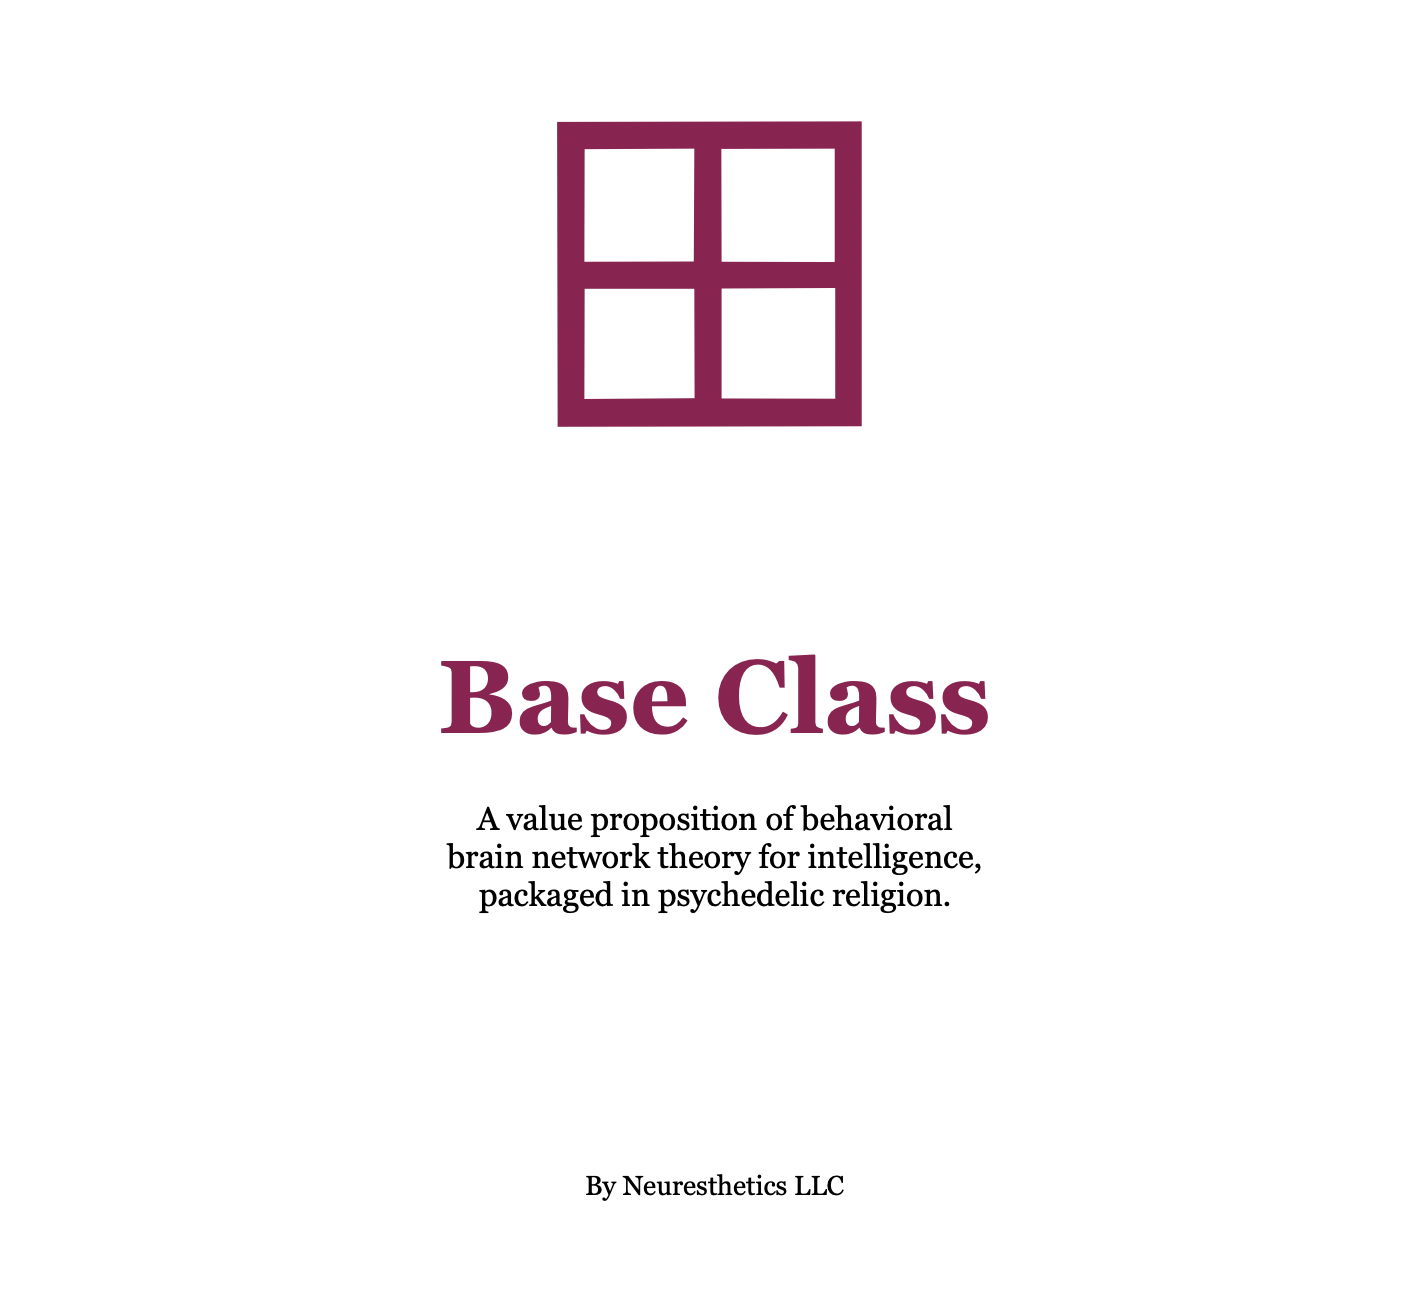 Base Class
A value proposition of behavioral
brain network theory for intelligence,
packaged in psychedelic religion.
By Neuresthetics LLC